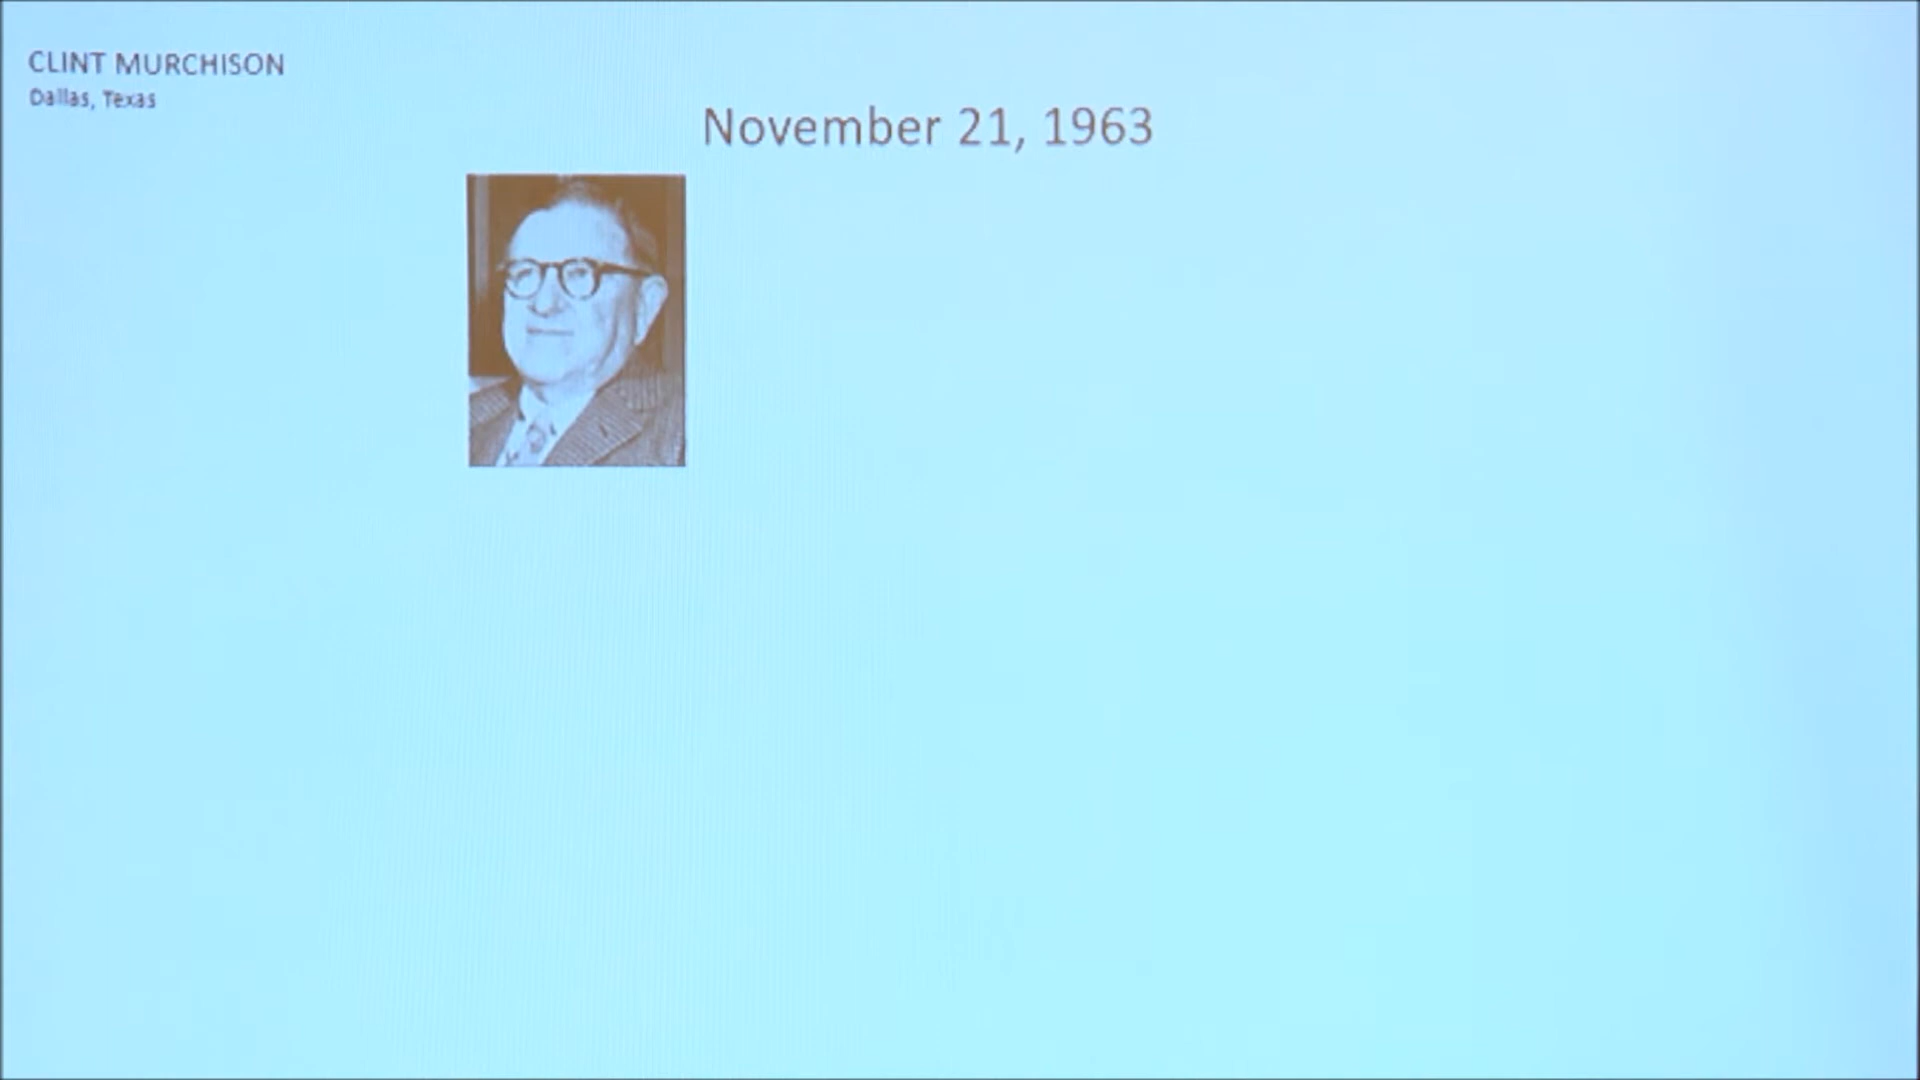 CLINT MURCHISON
Dallas, Texas
November 21, 1963